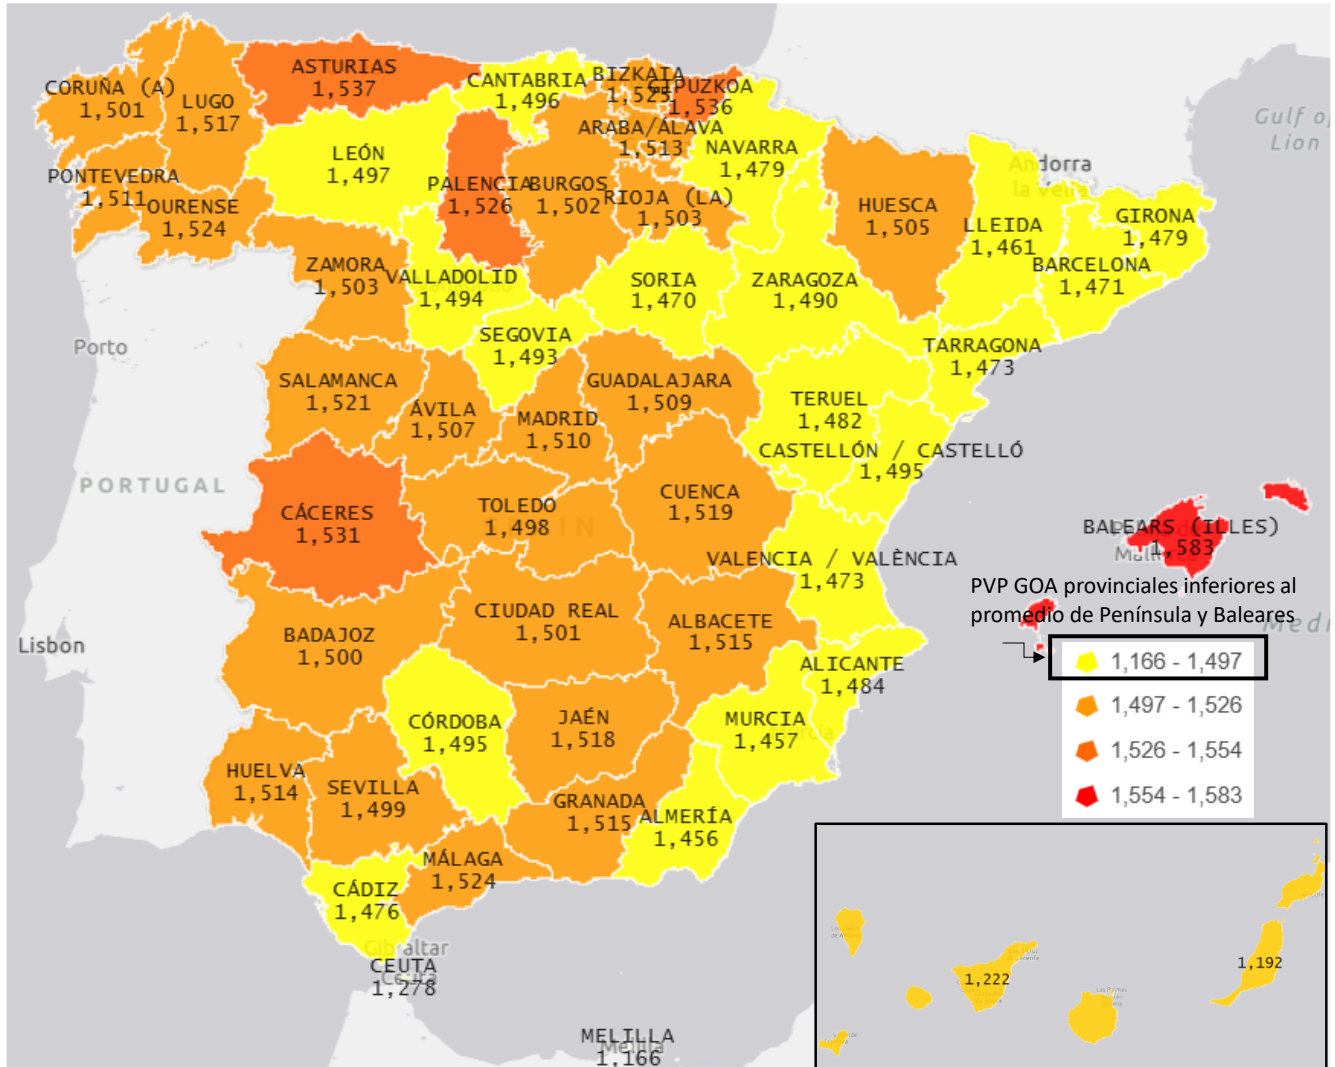 ASTURIAS
1,537
CANTABRIA
1,496
BIZKAIA
1,525
GIPUZKOA
1,536
CORUÑA (A)
1,501
LUGO
1,517
Gulf of
Lion
ARABA/ÁLAVA
1,513
NAVARRA
1,479
LEÓN
1,497
Andorra
la Vella
PONTEVEDRA
1,511
OURENSE
1,524
PALENCIA
1,526
BURGOS
1,502
RIOJA (LA)
1,503
HUESCA
1,505
LLEIDA
1,461
GIRONA
1,479
BARCELONA
1,471
ZAMORA
1,503
VALLADOLID
1,494
SORIA
1,470
ZARAGOZA
1,490
Porto
SEGOVIA
1,493
TARRAGONA
1,473
SALAMANCA
1,521
ÁVILA
1,507
MADRID
1,510
GUADALAJARA
1,509
TERUEL
1,482
CASTELLÓN / CASTELLÓ
1,495
PORTUGAL
CÁCERES
1,531
TOLEDO
1,498
CUENCA
1,519
BALEARS (ILLES)
1,583
VALENCIA / VALÈNCIA
1,473
PVP GOA provinciales inferiores al
promedio de Península y Baleares
Lisbon
BADAJOZ
1,500
CIUDAD REAL
1,501
ALBACETE
1,515
ALICANTE
1,484
1,166 - 1,497
1,497 - 1,526
1,526 - 1,554
1,554 - 1,583
CÓRDOBA
1,495
JAÉN
1,518
MURCIA
1,457
HUELVA
1,514
SEVILLA
1,499
GRANADA
1,515
ALMERÍA
1,456
MÁLAGA
1,524
CÁDIZ
1,476
Gibraltar
CEUTA
Ceuta
1,278
MELILLA
Melilla
1,166
1,222
1,192